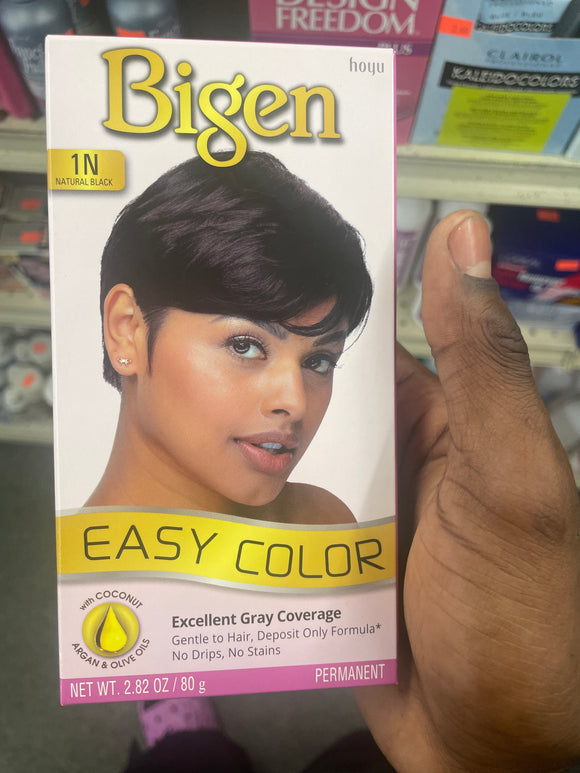 DESIGN
FREEDOM
PLUS
CLAIROL
KALEIDOCOLORS
hoyu
Bigen
1N
NATURAL BLACK
EASY COLOR
with COCONUT
ARGAN & OLIVE OILS
Excellent Gray Coverage
Gentle to Hair, Deposit Only Formula*
No Drips, No Stains
NET WT. 2.82 OZ / 80 g
PERMANENT